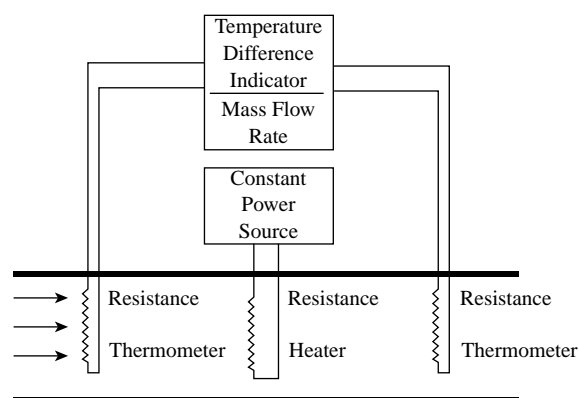 Temperature
Difference
Indicator
Mass Flow
Rate
Constant
Power
Source
Resistance
Thermometer
Resistance
Heater
Resistance
Thermometer